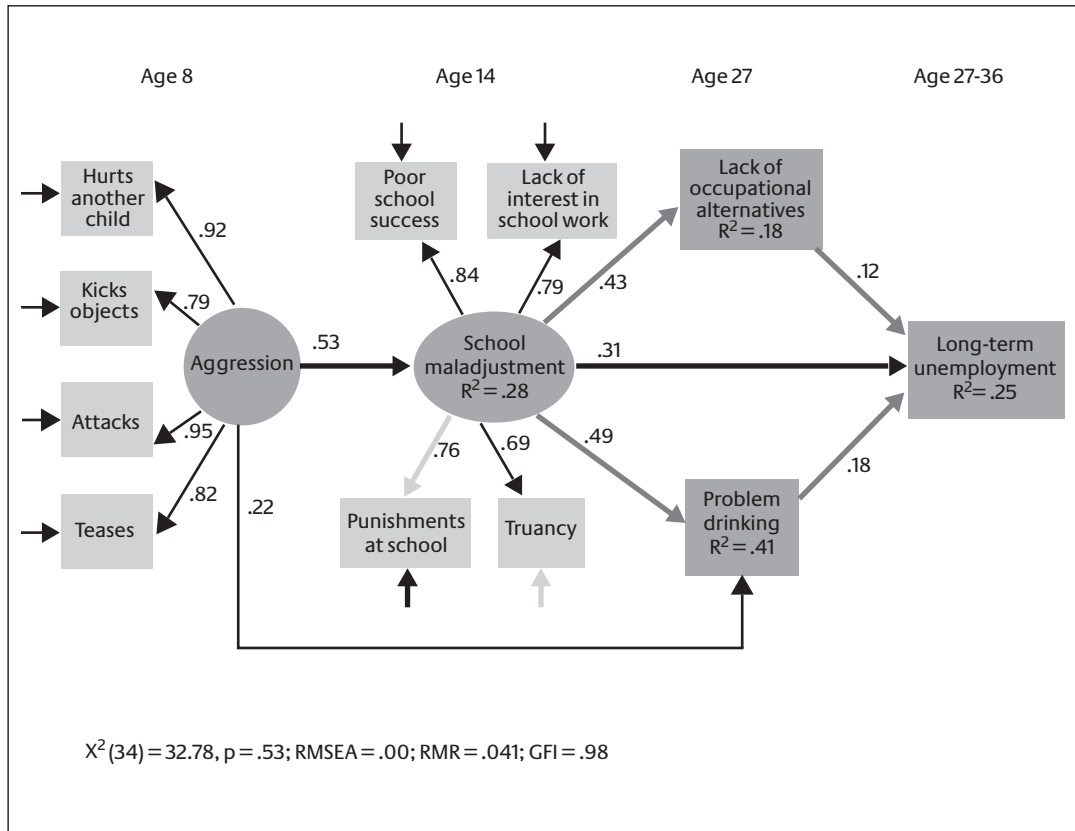 Age 8
Age 14
Age 27
Age 27-36
Hurts
another
child
Poor
school
success
Lack of
interest in
school work
Lack of
occupational
alternatives
R² = .18
.92
.84
.79
.43
.12
Kicks
objects
.79
Aggression
.53
School
maladjustment
R² = .28
.31
Long-term
unemployment
R²= .25
Attacks
.95
.76
.69
.49
.18
.82
.22
Teases
Punishments
at school
Truancy
Problem
drinking
R² = .41
X² (34) = 32.78, p = .53; RMSEA = .00; RMR = .041; GFI = .98